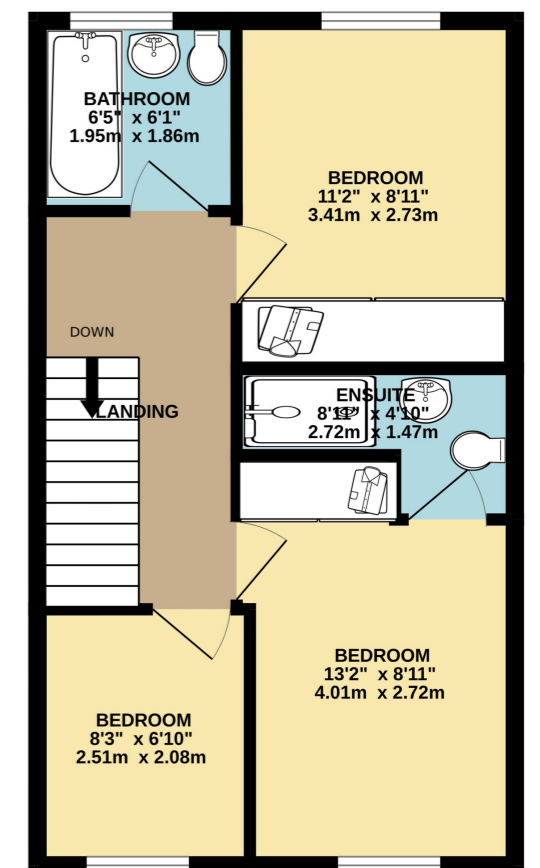 BATHROOM
6'5" x 6'1"
1.95m x 1.86m
BEDROOM
11'2" x 8'11"
3.41m x 2.73m
DOWN
LANDING
ENSUITE
8'11" x 4'10"
2.72m x 1.47m
BEDROOM
13'2" x 8'11"
4.01m x 2.72m
BEDROOM
8'3" x 6'10"
2.51m x 2.08m